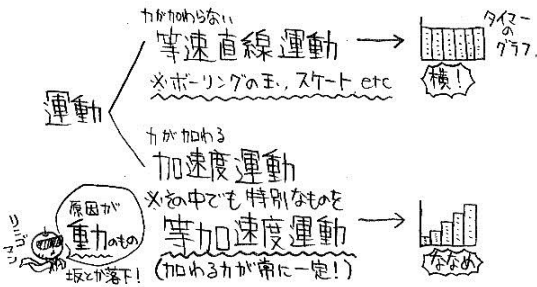 力が加わらない
等速直線運動
※ボーリングの玉、スケート、etc
タイマーのグラフ
横!
運動
力が加わる
加速度運動
※その中でも特別なものを
等加速度運動
(加わる力が常に一定!)
ななめ
原因が
重力のもの
リンゴマン
坂とか落下!